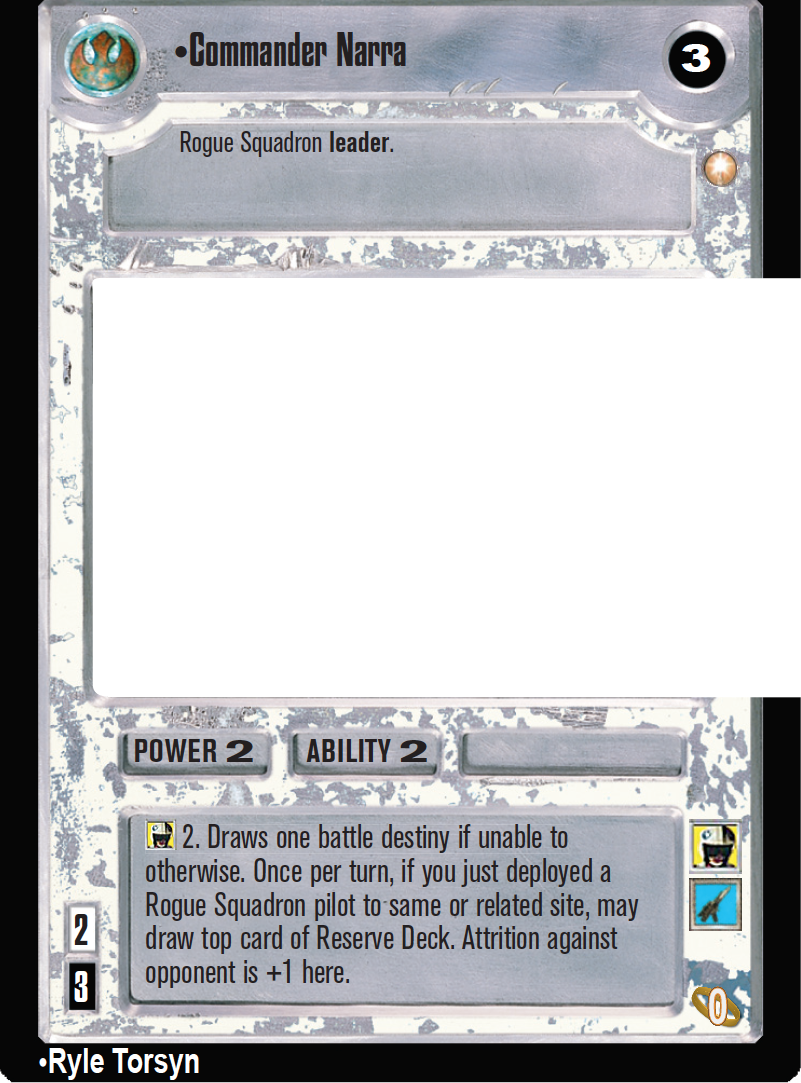 •Commander Narra
3
Rogue Squadron leader.
POWER 2
ABILITY 2
2. Draws one battle destiny if unable to
otherwise. Once per turn, if you just deployed a
Rogue Squadron pilot to same or related site, may
draw top card of Reserve Deck. Attrition against
opponent is +1 here.
2
3
0
•Ryle Torsyn